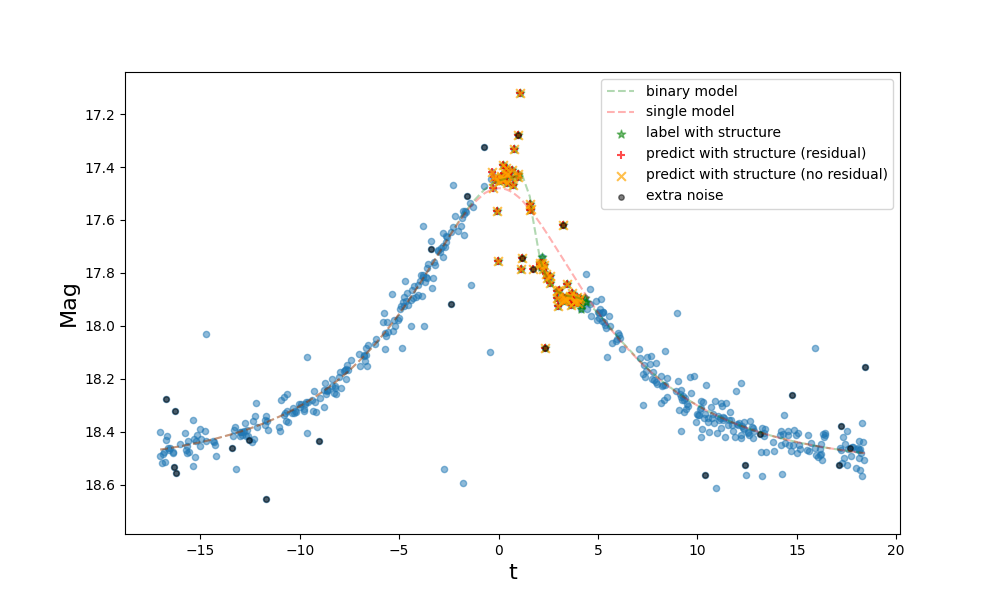 binary model
single model
label with structure
predict with structure (residual)
predict with structure (no residual)
extra noise
17.2
17.4
17.6
17.8
18.0
18.2
18.4
18.6
Mag
−15
−10
−5
0
5
10
15
20
t